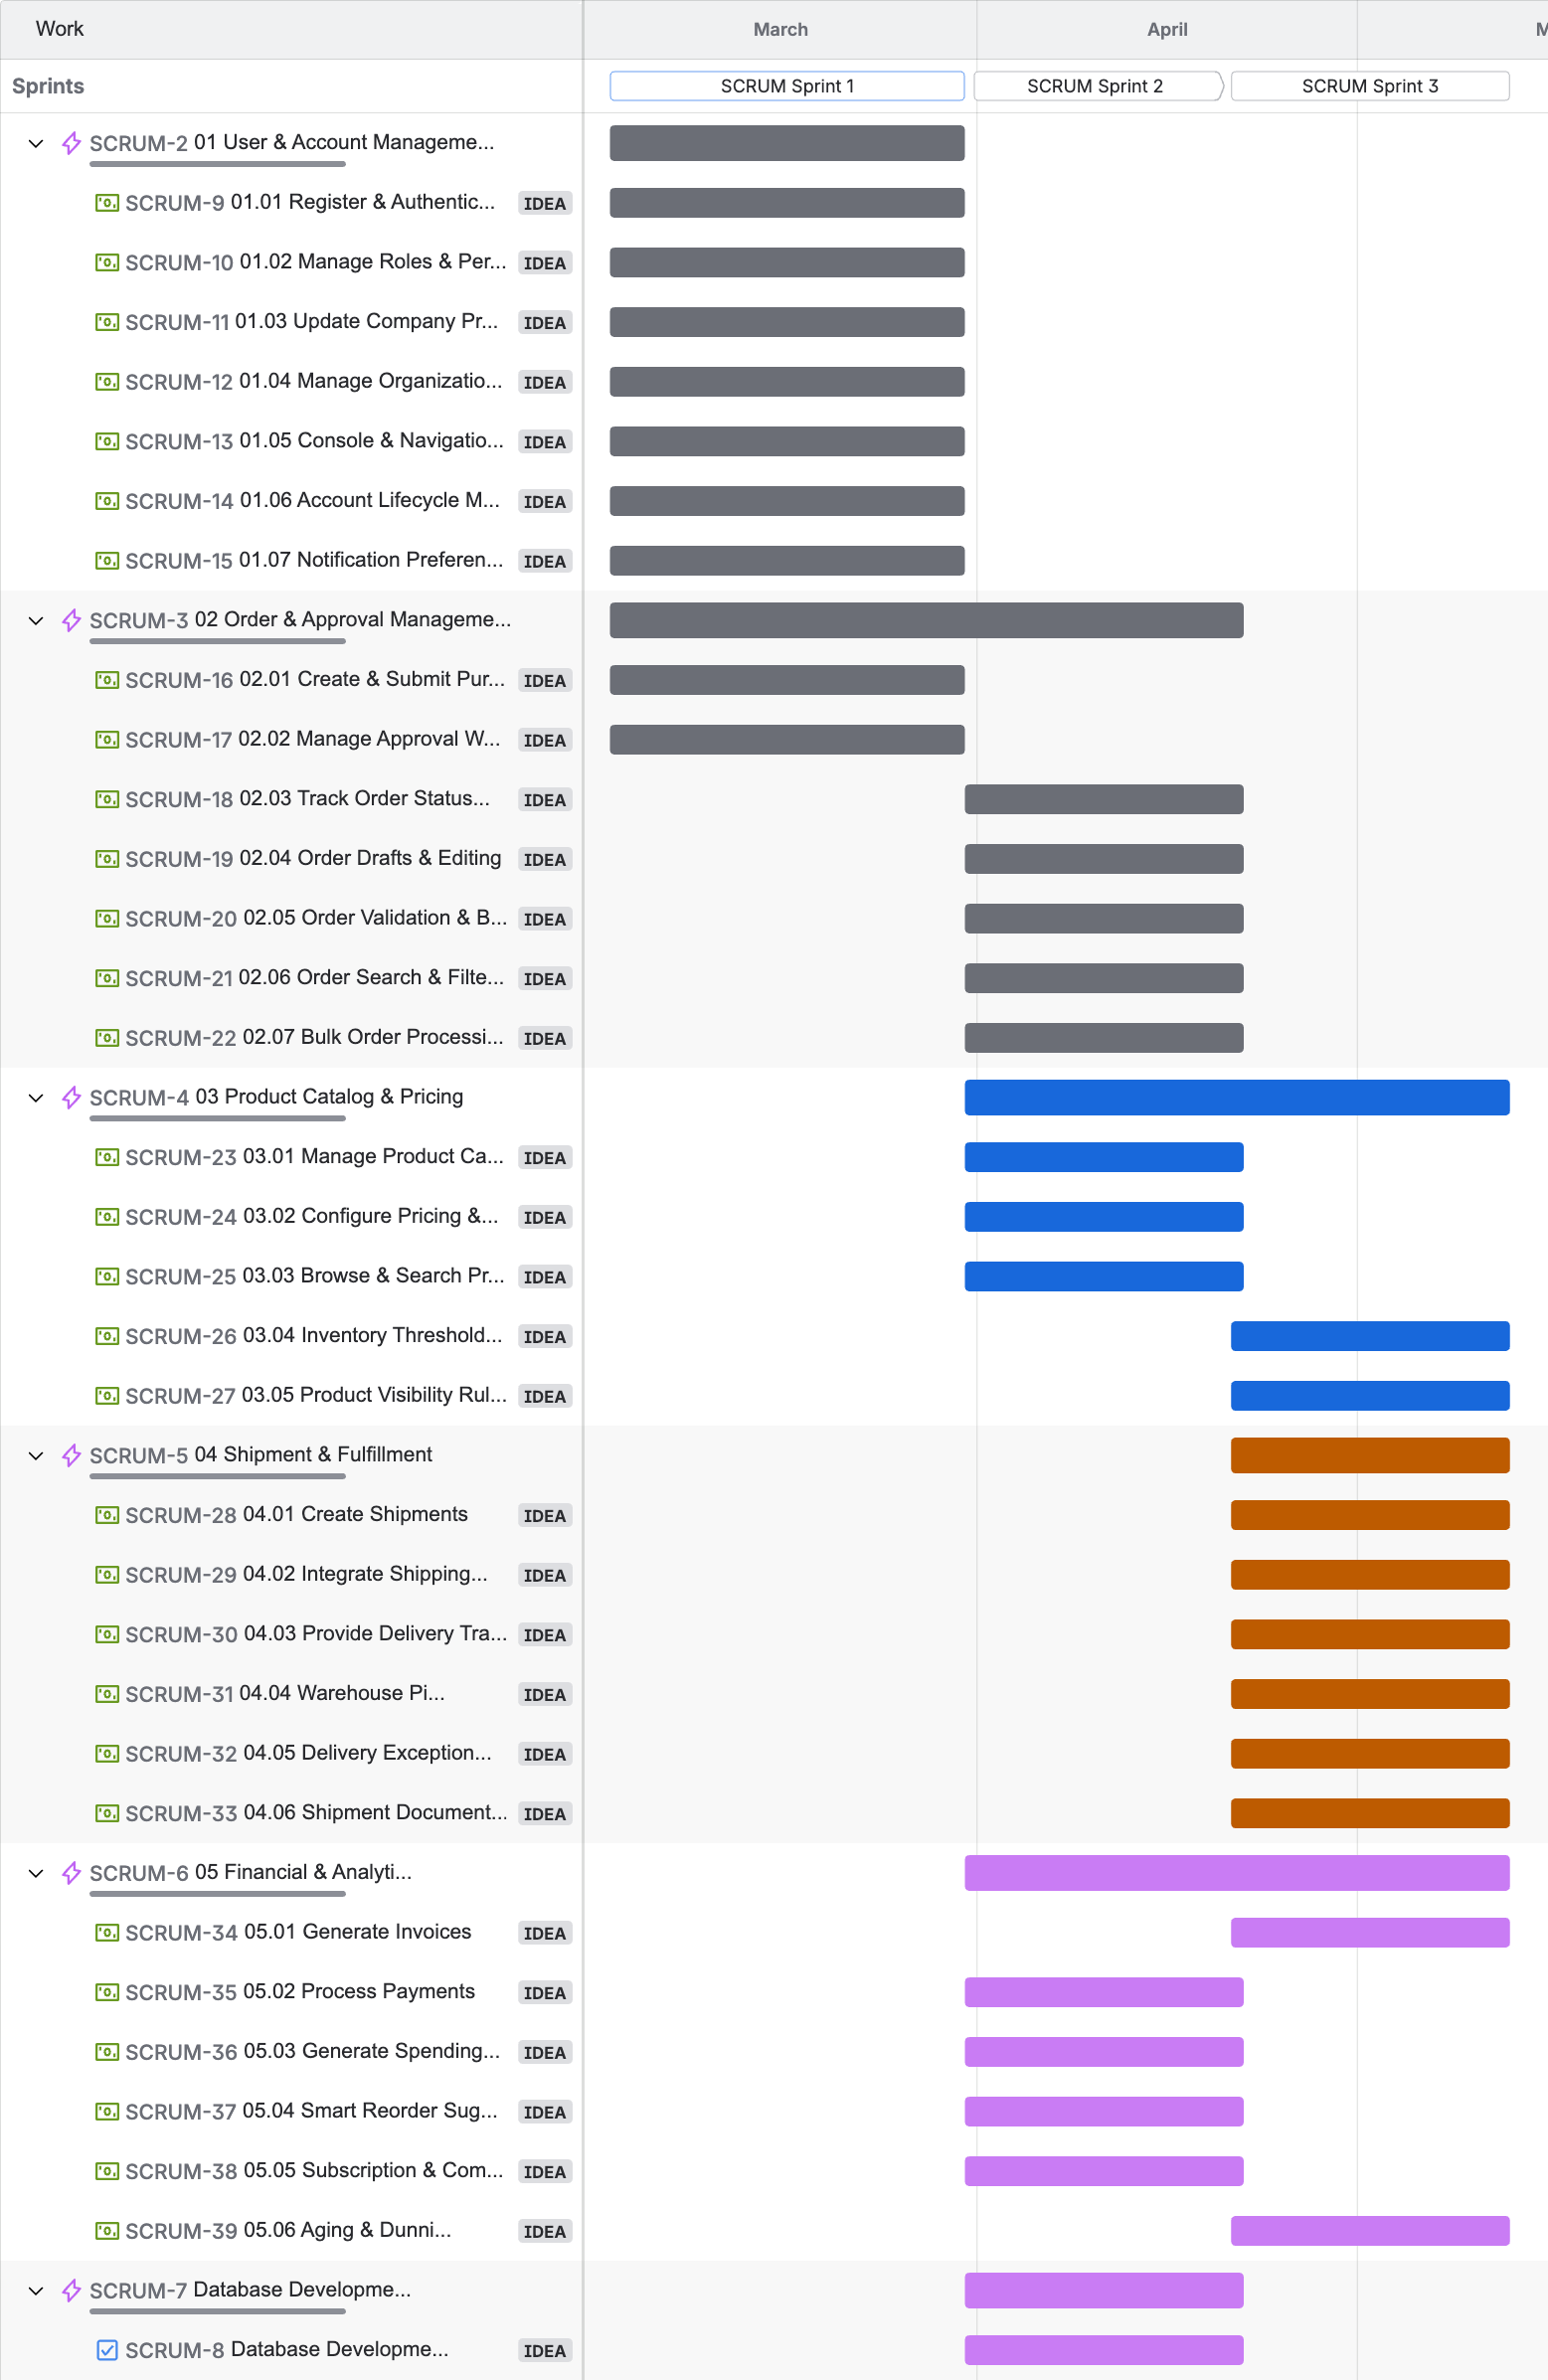 Work March April M
Sprints SCRUM Sprint 1 SCRUM Sprint 2 SCRUM Sprint 3
SCRUM-2 01 User & Account Manageme...
SCRUM-9 01.01 Register & Authentic... IDEA
SCRUM-10 01.02 Manage Roles & Per... IDEA
SCRUM-11 01.03 Update Company Pr... IDEA
SCRUM-12 01.04 Manage Organizatio... IDEA
SCRUM-13 01.05 Console & Navigatio... IDEA
SCRUM-14 01.06 Account Lifecycle M... IDEA
SCRUM-15 01.07 Notification Preferen... IDEA
SCRUM-3 02 Order & Approval Manageme...
SCRUM-16 02.01 Create & Submit Pur... IDEA
SCRUM-17 02.02 Manage Approval W... IDEA
SCRUM-18 02.03 Track Order Status... IDEA
SCRUM-19 02.04 Order Drafts & Editing IDEA
SCRUM-20 02.05 Order Validation & B... IDEA
SCRUM-21 02.06 Order Search & Filte... IDEA
SCRUM-22 02.07 Bulk Order Processi... IDEA
SCRUM-4 03 Product Catalog & Pricing
SCRUM-23 03.01 Manage Product Ca... IDEA
SCRUM-24 03.02 Configure Pricing &... IDEA
SCRUM-25 03.03 Browse & Search Pr... IDEA
SCRUM-26 03.04 Inventory Threshold... IDEA
SCRUM-27 03.05 Product Visibility Rul... IDEA
SCRUM-5 04 Shipment & Fulfillment
SCRUM-28 04.01 Create Shipments IDEA
SCRUM-29 04.02 Integrate Shipping... IDEA
SCRUM-30 04.03 Provide Delivery Tra... IDEA
SCRUM-31 04.04 Warehouse Pi... IDEA
SCRUM-32 04.05 Delivery Exception... IDEA
SCRUM-33 04.06 Shipment Document... IDEA
SCRUM-6 05 Financial & Analyti...
SCRUM-34 05.01 Generate Invoices IDEA
SCRUM-35 05.02 Process Payments IDEA
SCRUM-36 05.03 Generate Spending... IDEA
SCRUM-37 05.04 Smart Reorder Sug... IDEA
SCRUM-38 05.05 Subscription & Com... IDEA
SCRUM-39 05.06 Aging & Dunni... IDEA
SCRUM-7 Database Developme...
SCRUM-8 Database Developme... IDEA